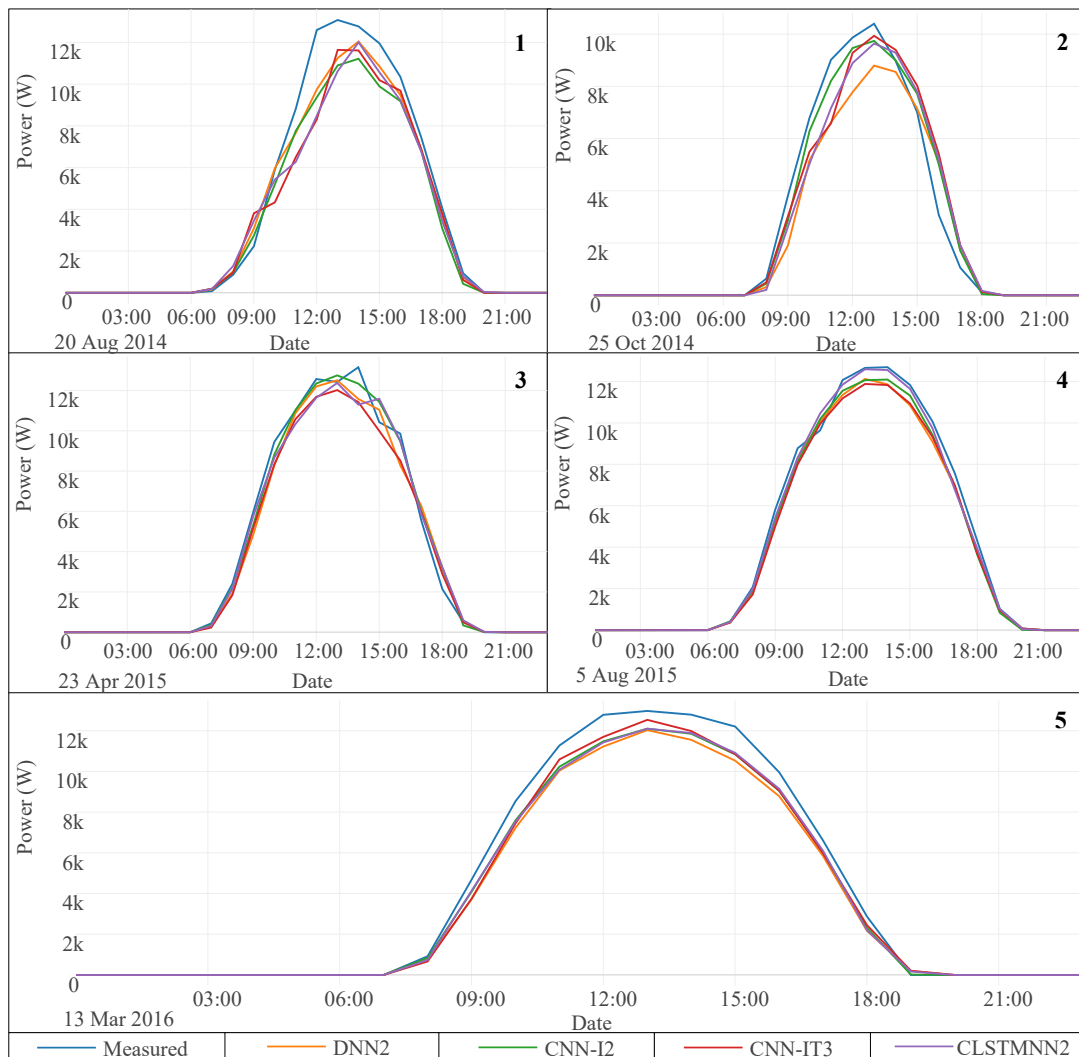 1
Power (W)
12k
10k
8k
6k
4k
2k
0
03:00 06:00 09:00 12:00 15:00 18:00 21:00
20 Aug 2014
Date
2
Power (W)
10k
8k
6k
4k
2k
0
03:00 06:00 09:00 12:00 15:00 18:00 21:00
25 Oct 2014
Date
3
Power (W)
12k
10k
8k
6k
4k
2k
0
03:00 06:00 09:00 12:00 15:00 18:00 21:00
23 Apr 2015
Date
4
Power (W)
12k
10k
8k
6k
4k
2k
0
03:00 06:00 09:00 12:00 15:00 18:00 21:00
5 Aug 2015
Date
5
Power (W)
12k
10k
8k
6k
4k
2k
0
03:00 06:00 09:00 12:00 15:00 18:00 21:00
13 Mar 2016
Date
Measured DNN2 CNN-I2 CNN-IT3 CLSTMNN2